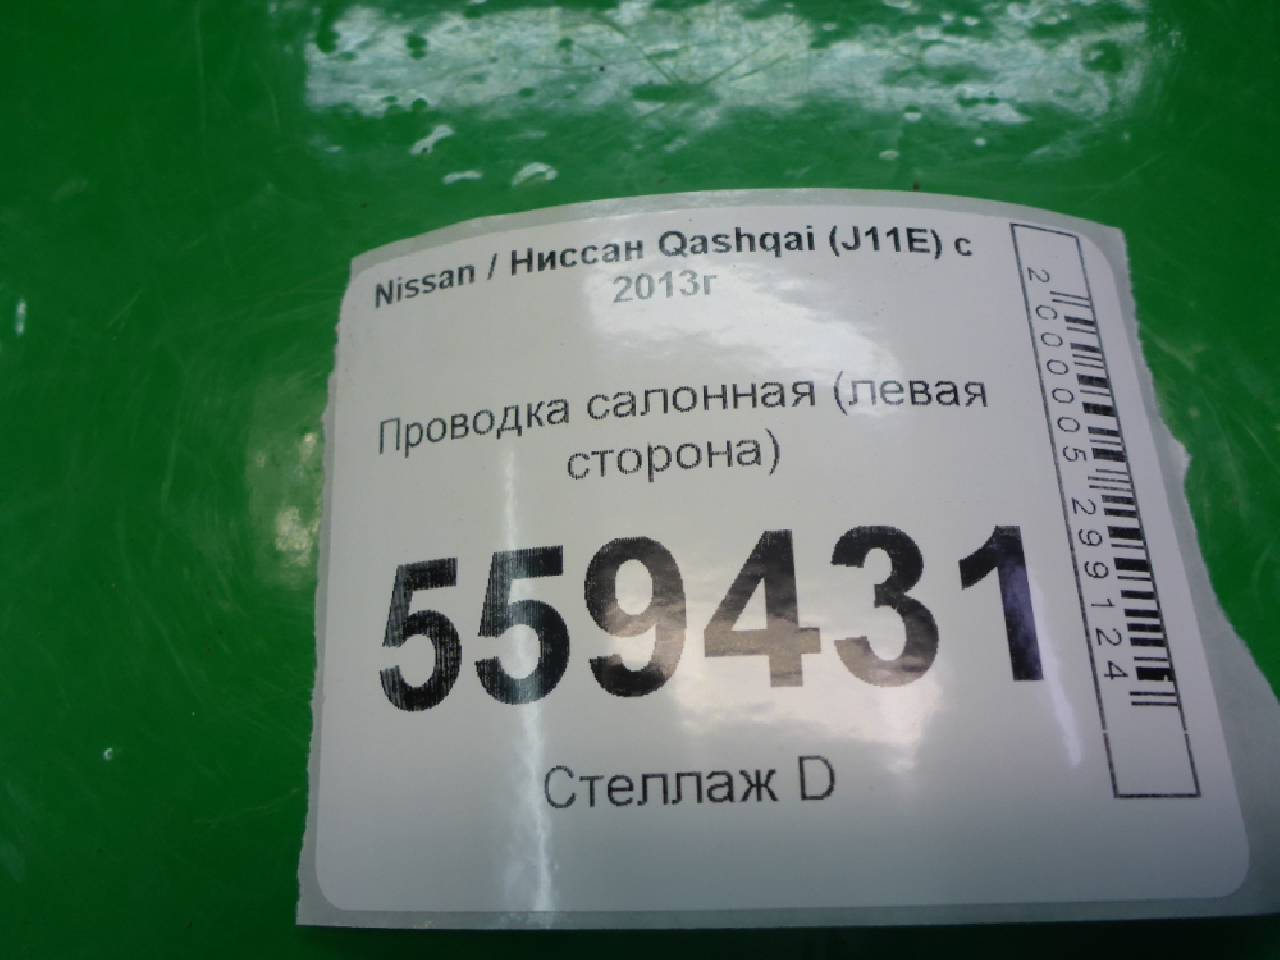 Nissan / Ниссан Qashqai (J11E) с
2013г
Проводка салонная (левая
сторона)
559431
Стеллаж D
2000005299124